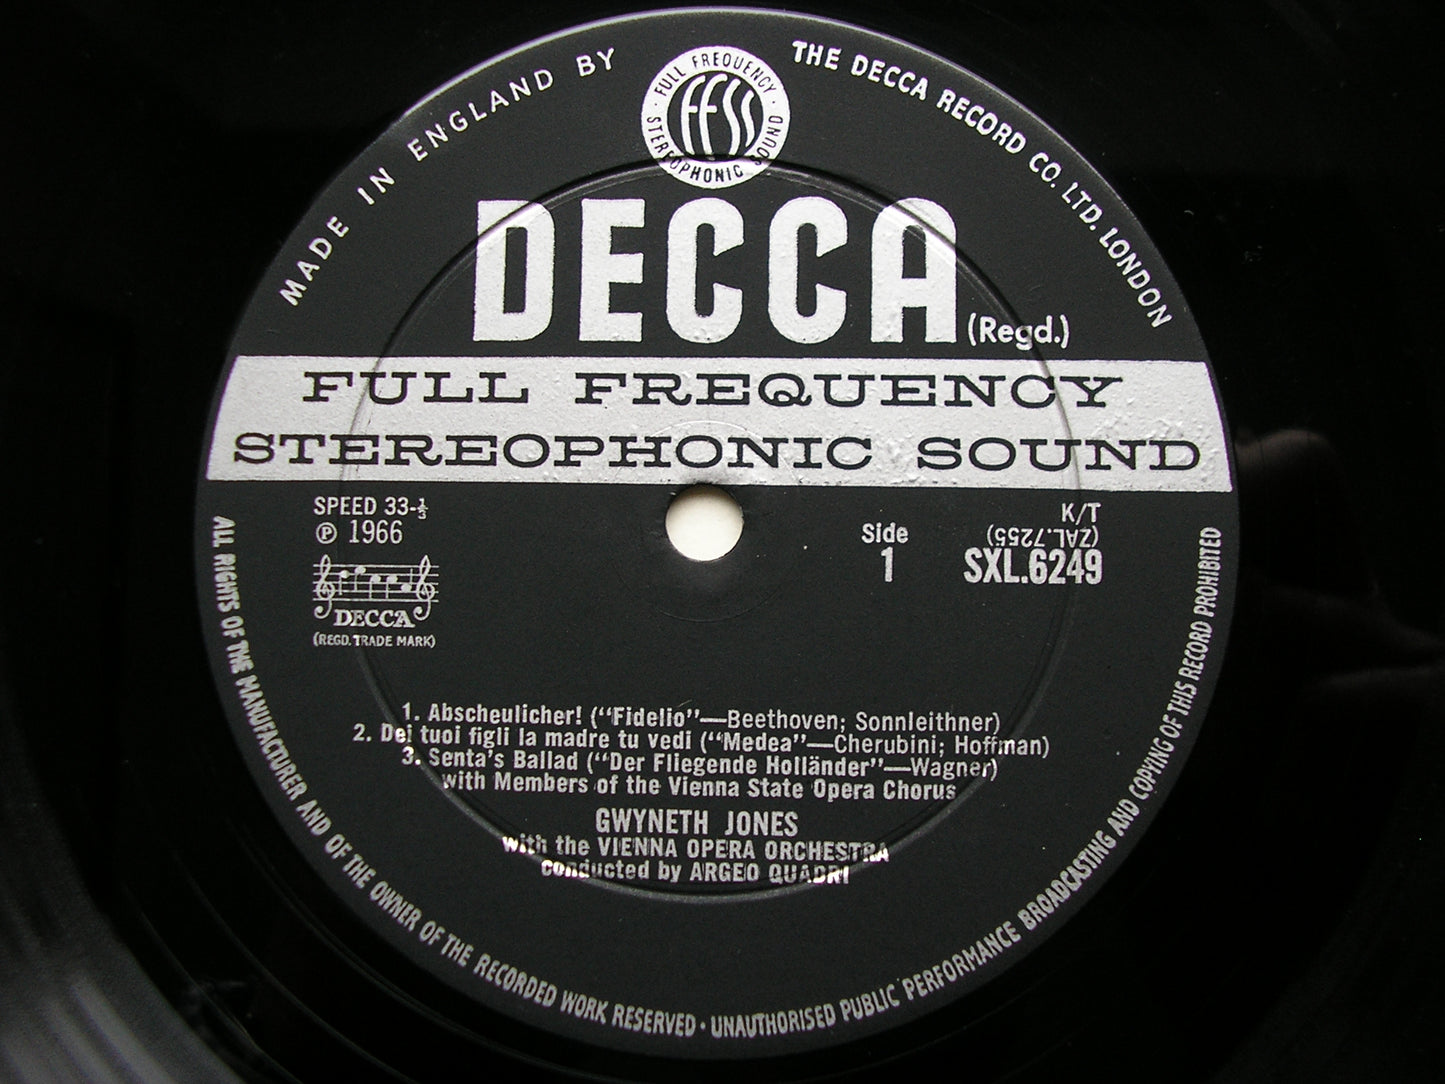 MADE IN ENGLAND BY
THE DECCA RECORD CO. LTD. LONDON
FULL FREQUENCY
FFSS
STEREOPHONIC SOUND
DECCA
(Regd.)
FULL FREQUENCY
STEREOPHONIC SOUND
SPEED 33-⅓
℗ 1966
DECCA
(REGD. TRADE MARK)
Side
1
K/T
(ZAL.7255)
SXL.6249
1. Abscheulicher! ("Fidelio"—Beethoven; Sonnleithner)
2. Dei tuoi figli la madre tu vedi ("Medea"—Cherubini; Hoffman)
3. Senta's Ballad ("Der Fliegende Holländer"—Wagner)
with Members of the Vienna State Opera Chorus
GWYNETH JONES
with the VIENNA OPERA ORCHESTRA
conducted by ARGEO QUADRI
ALL RIGHTS OF THE MANUFACTURER AND OF THE OWNER OF THE RECORDED WORK RESERVED · UNAUTHORISED PUBLIC PERFORMANCE BROADCASTING AND COPYING OF THIS RECORD PROHIBITED